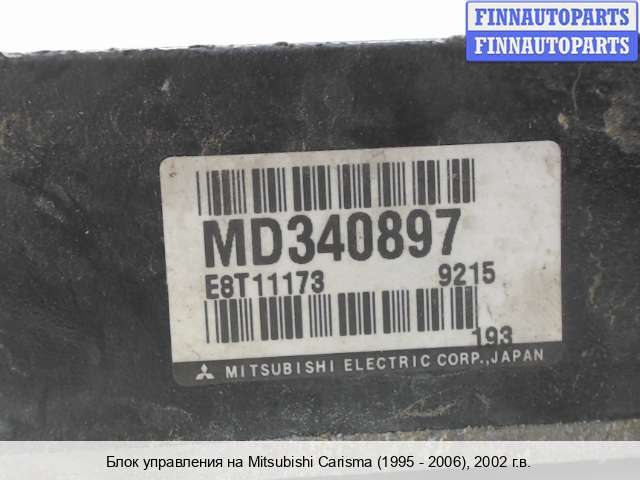 FINNAUTOPARTS
FINNAUTOPARTS
MD340897
E8T11173 9215
193
MITSUBISHI ELECTRIC CORP., JAPAN
Блок управления на Mitsubishi Carisma (1995 - 2006), 2002 г.в.